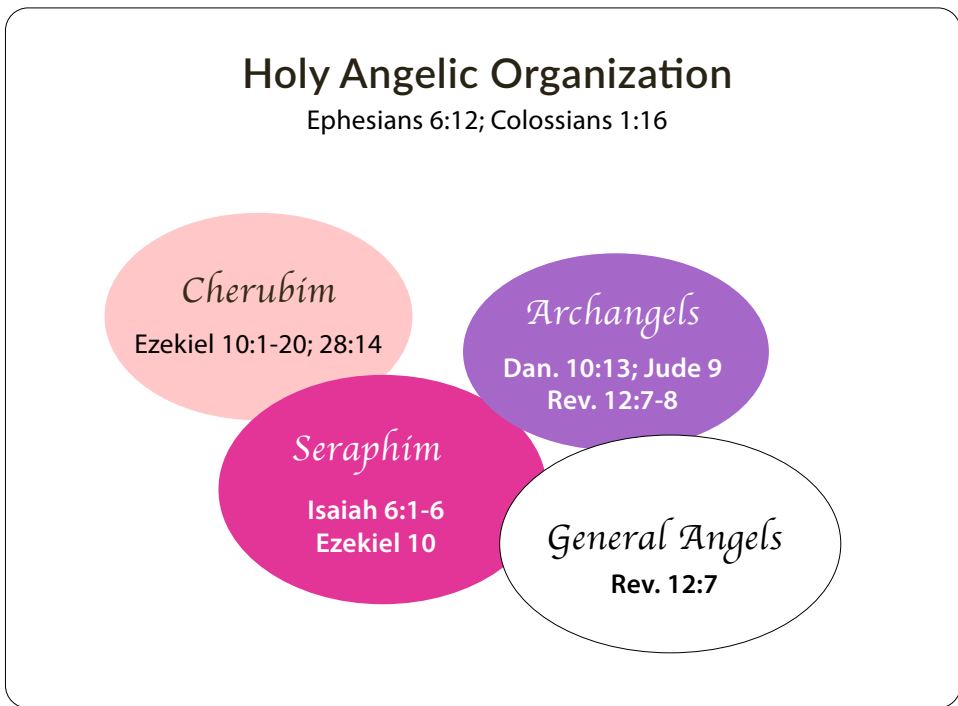 Holy Angelic Organization
Ephesians 6:12; Colossians 1:16
Cherubim
Ezekiel 10:1-20; 28:14
Archangels
Dan. 10:13; Jude 9
Rev. 12:7-8
Seraphim
Isaiah 6:1-6
Ezekiel 10
General Angels
Rev. 12:7